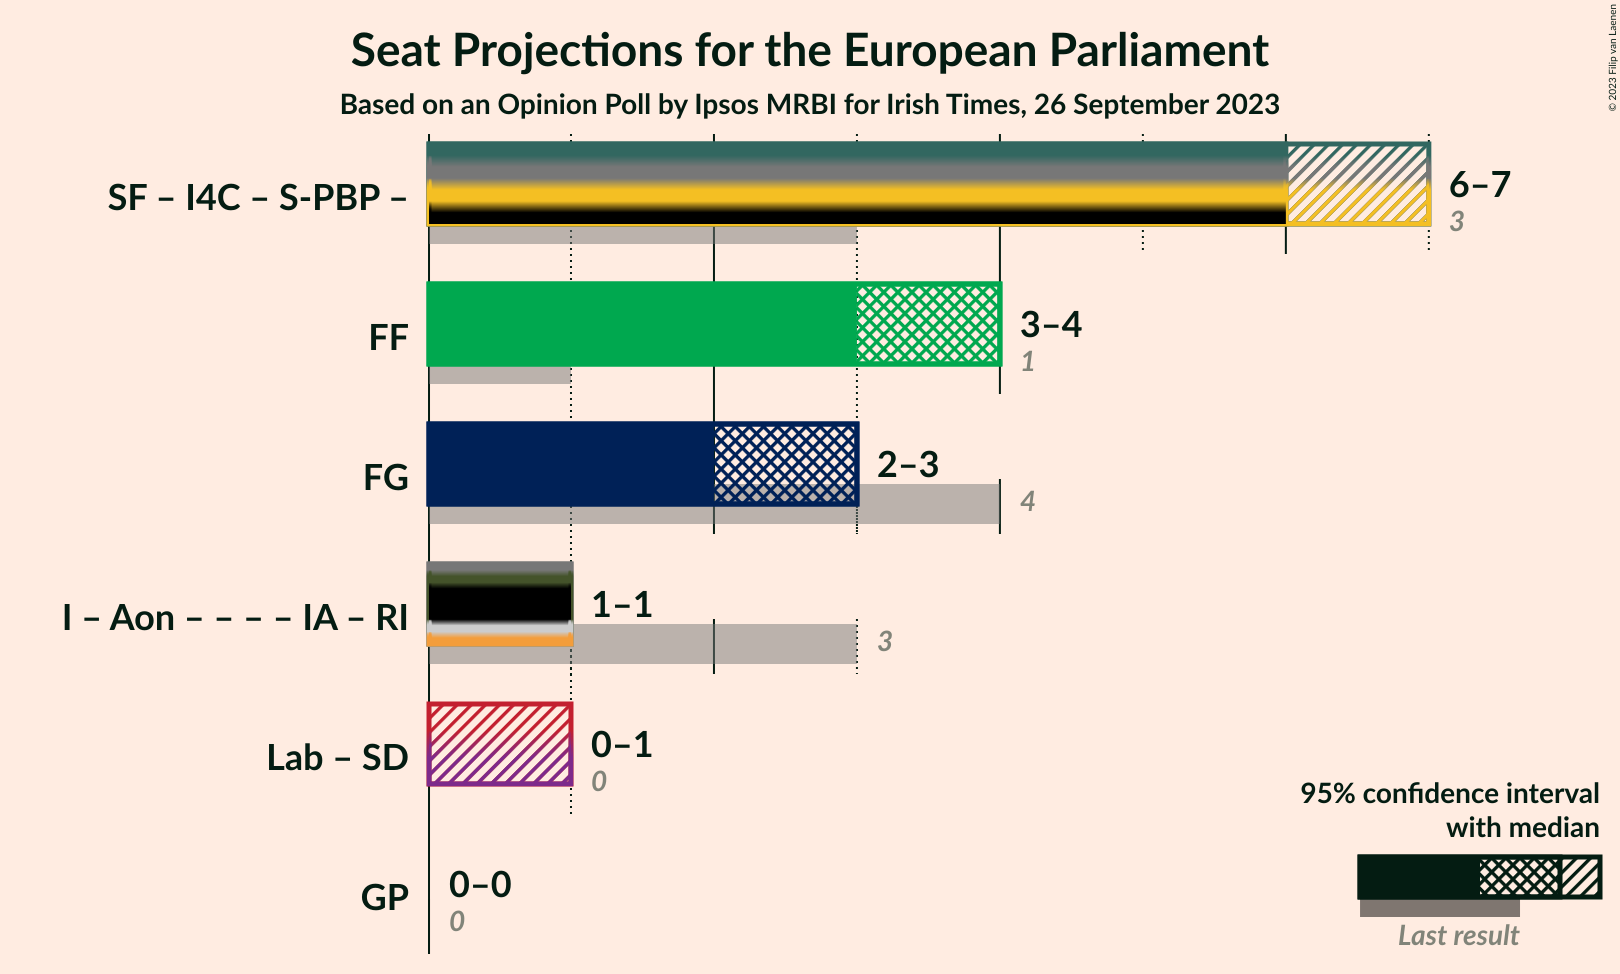 Seat Projections for the European Parliament
Based on an Opinion Poll by Ipsos MRBI for Irish Times, 26 September 2023
© 2023 Filip van Laenen
SF – I4C – S-PBP –
6–7
3
FF
3–4
1
FG
2–3
4
I – Aon – – – – IA – RI
1–1
3
Lab – SD
0–1
0
GP
0–0
0
95% confidence interval
with median
Last result